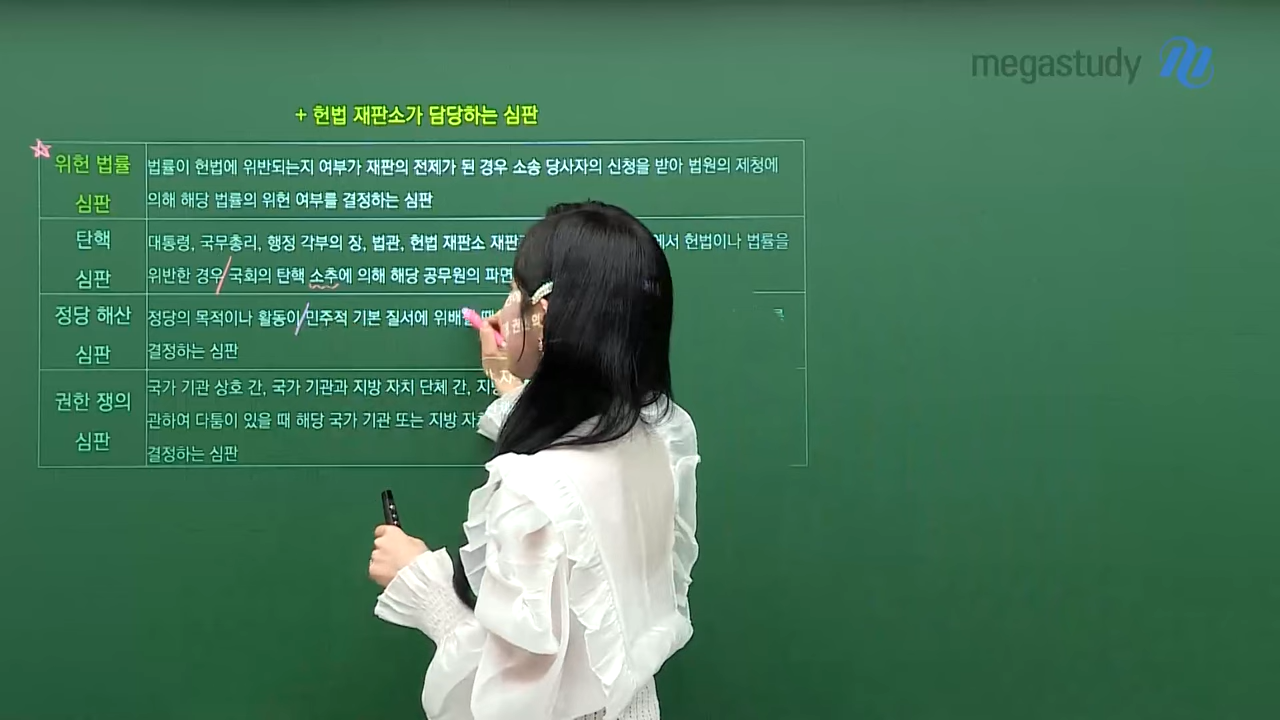 megastudy
+ 헌법 재판소가 담당하는 심판
위헌 법률
심판
법률이 헌법에 위반되는지 여부가 재판의 전제가 된 경우 소송 당사자의 신청을 받아 법원의 제청에
의해 해당 법률의 위헌 여부를 결정하는 심판
탄핵
심판
대통령, 국무총리, 행정 각부의 장, 법관, 헌법 재판소 헌법이나 법률을
위반한 경우 국회의 탄핵 소추에 의해 해당 공무원의
정당 해산
심판
정당의 목적이나 활동이 민주적 기본 질서에
결정하는 심판
권한 쟁의
심판
국가 기관 상호 간, 국가 기관과 지방 자치 단체 간,
관하여 다툼이 있을 때 해당 국가 기관 또는 지방
결정하는 심판